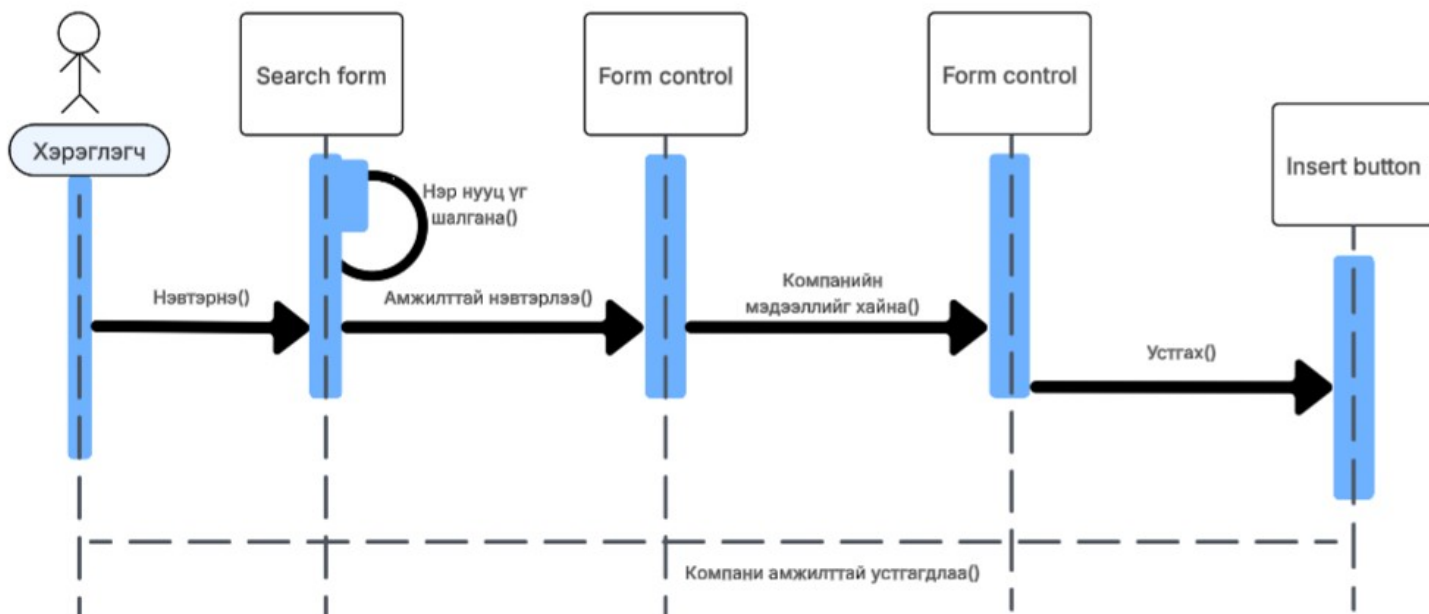 Search form
Form control
Form control
Хэрэглэгч
Insert button
Нэр нууц үг
шалгана()
Нэвтэрнэ()
Амжилттай нэвтэрлээ()
Компанийн
мэдээллийг хайна()
Устгах()
Компани амжилттай устгагдлаа()